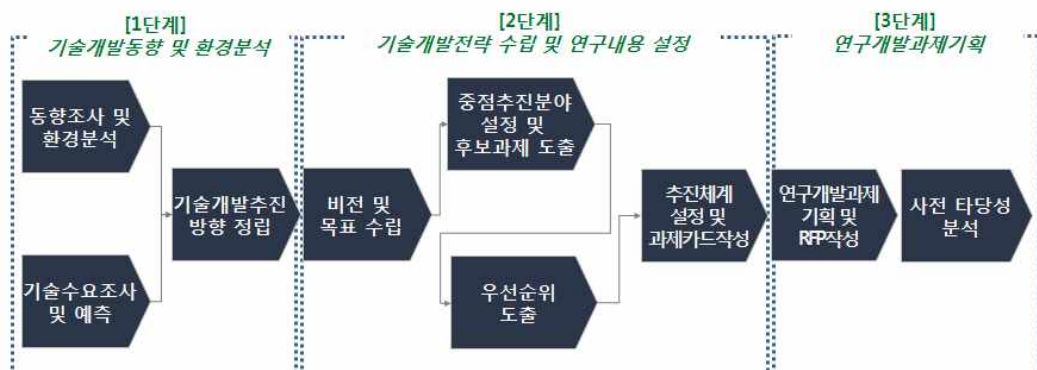 [1단계]
기술개발동향 및 환경분석
동향조사 및
환경분석
기술수요조사
및 예측
기술개발추진
방향 정립
[2단계]
기술개발전략 수립 및 연구내용 설정
비전 및
목표 수립
중점추진분야
설정 및
후보과제 도출
우선순위
도출
추진체계
설정 및
과제카드작성
[3단계]
연구개발과제기획
연구개발과제
기획 및
RFP작성
사전 타당성
분석